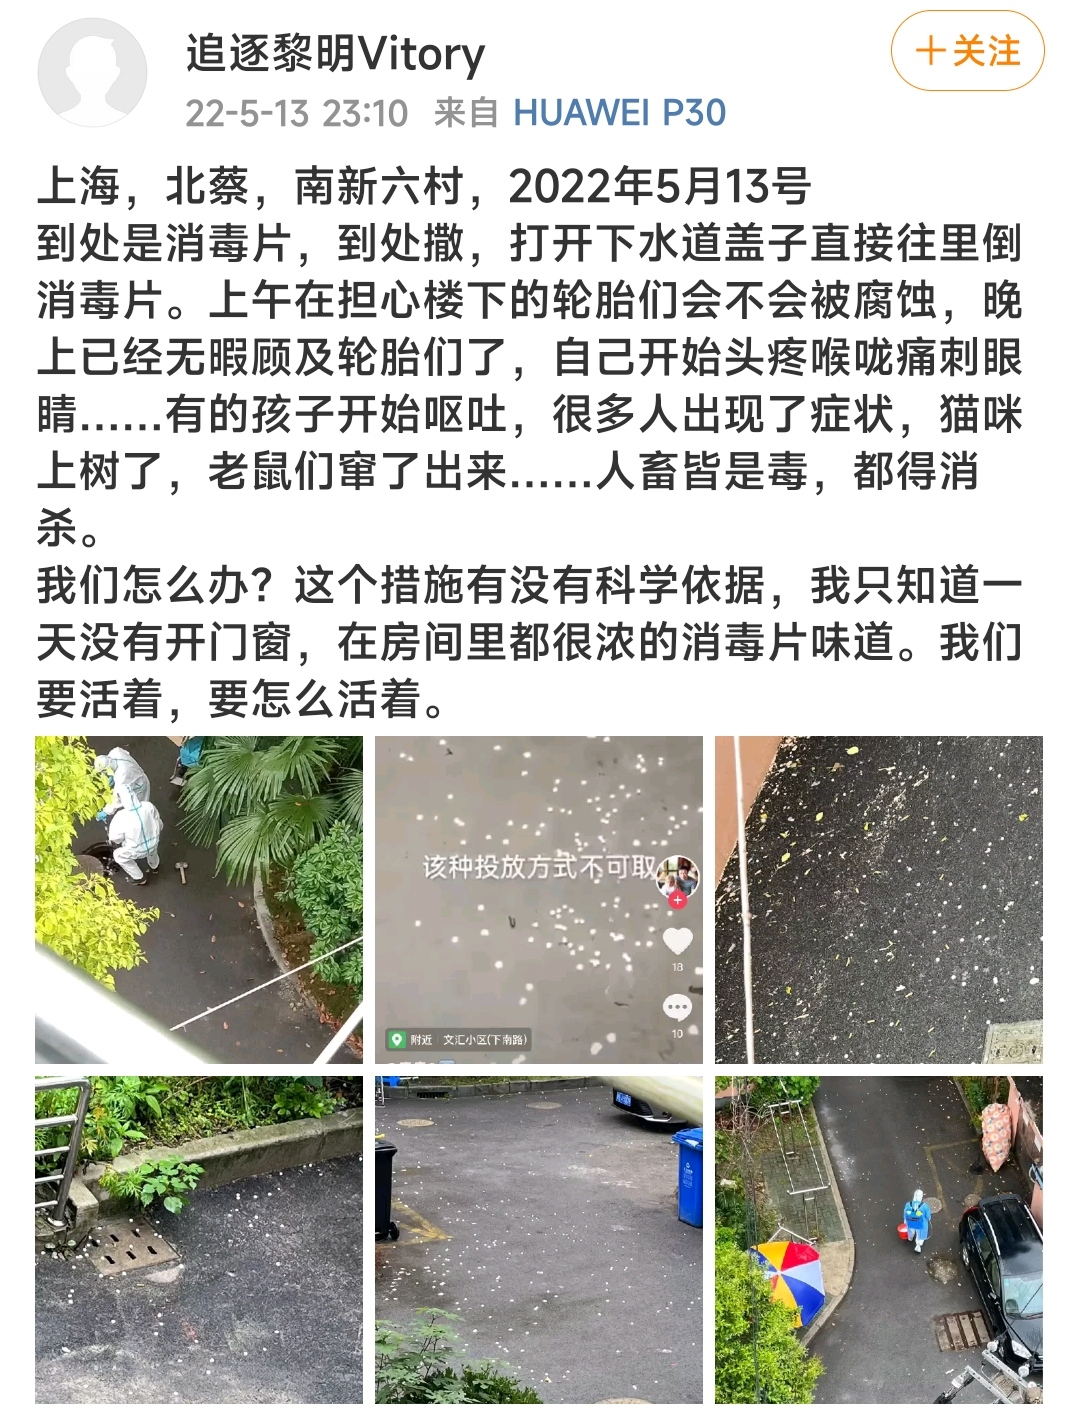 追逐黎明Vitory
+关注
22-5-13 23:10 来自 HUAWEI P30
上海，北蔡，南新六村，2022年5月13号
到处是消毒片，到处撒，打开下水道盖子直接往里倒
消毒片。上午在担心楼下的轮胎们会不会被腐蚀，晚
上已经无暇顾及轮胎们了，自己开始头疼喉咙痛刺眼
睛……有的孩子开始呕吐，很多人出现了症状，猫咪
上树了，老鼠们窜了出来……人畜皆是毒，都得消
杀。
我们怎么办？这个措施有没有科学依据，我只知道一
天没有开门窗，在房间里都很浓的消毒片味道。我们
要活着，要怎么活着。
该种投放方式不可取
18
10
附近 文汇小区(下南路)